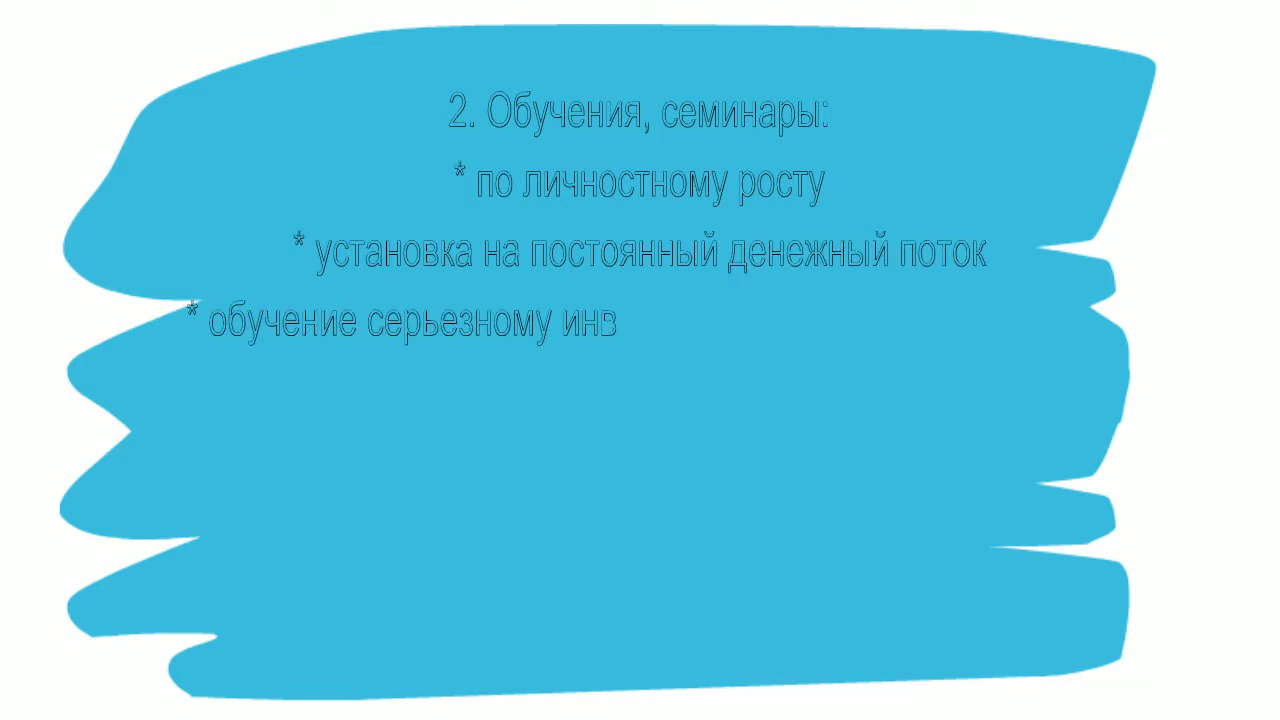 2. Обучения, семинары:
* по личностному росту
* установка на постоянный денежный поток
* обучение серьезному инв